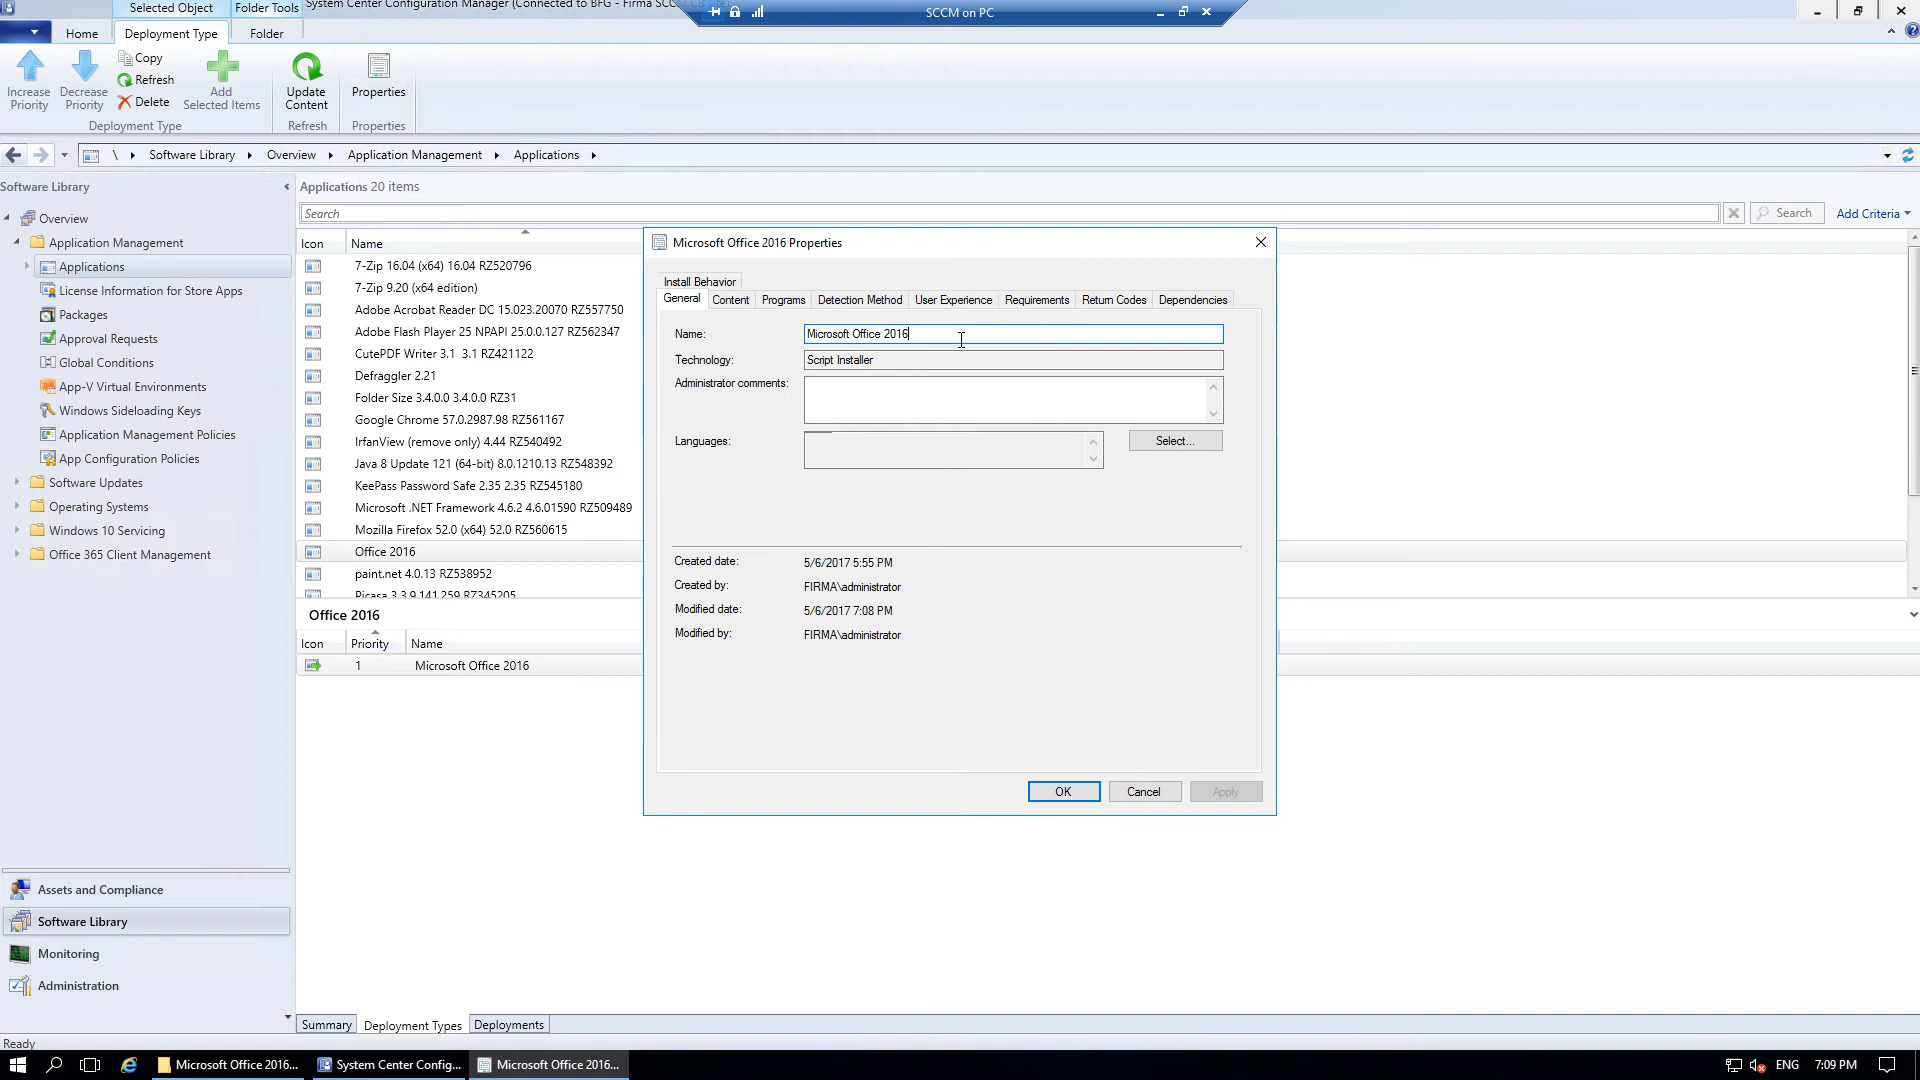 Selected Object Folder Tools System Center Configuration Manager (Connected to BFG - Firma SCCM
SCCM on PC
Home Deployment Type Folder
Increase Priority
Decrease Priority
Copy
Refresh
Delete
Add Selected Items
Update Content
Properties
Deployment Type Refresh Properties
\ Software Library Overview Application Management Applications
Software Library
Overview
Application Management
Applications
License Information for Store Apps
Packages
Approval Requests
Global Conditions
App-V Virtual Environments
Windows Sideloading Keys
Application Management Policies
App Configuration Policies
Software Updates
Operating Systems
Windows 10 Servicing
Office 365 Client Management
Assets and Compliance
Software Library
Monitoring
Administration
Applications 20 items
Search Search Add Criteria
Icon Name
7-Zip 16.04 (x64) 16.04 RZ520796
7-Zip 9.20 (x64 edition)
Adobe Acrobat Reader DC 15.023.20070 RZ557750
Adobe Flash Player 25 NPAPI 25.0.0.127 RZ562347
CutePDF Writer 3.1 3.1 RZ421122
Defraggler 2.21
Folder Size 3.4.0.0 3.4.0.0 RZ31
Google Chrome 57.0.2987.98 RZ561167
IrfanView (remove only) 4.44 RZ540492
Java 8 Update 121 (64-bit) 8.0.1210.13 RZ548392
KeePass Password Safe 2.35 2.35 RZ545180
Microsoft .NET Framework 4.6.2 4.6.01590 RZ509489
Mozilla Firefox 52.0 (x64) 52.0 RZ560615
Office 2016
paint.net 4.0.13 RZ538952
Picasa 3 3.9.141.259 RZ345205
Office 2016
Icon Priority Name
1 Microsoft Office 2016
Summary Deployment Types Deployments
Microsoft Office 2016 Properties
Install Behavior
General Content Programs Detection Method User Experience Requirements Return Codes Dependencies
Name: Microsoft Office 2016
Technology: Script Installer
Administrator comments:
Languages: Select...
Created date: 5/6/2017 5:55 PM
Created by: FIRMA\administrator
Modified date: 5/6/2017 7:08 PM
Modified by: FIRMA\administrator
OK Cancel Apply
Ready
Microsoft Office 2016... System Center Config... Microsoft Office 2016... ENG 7:09 PM